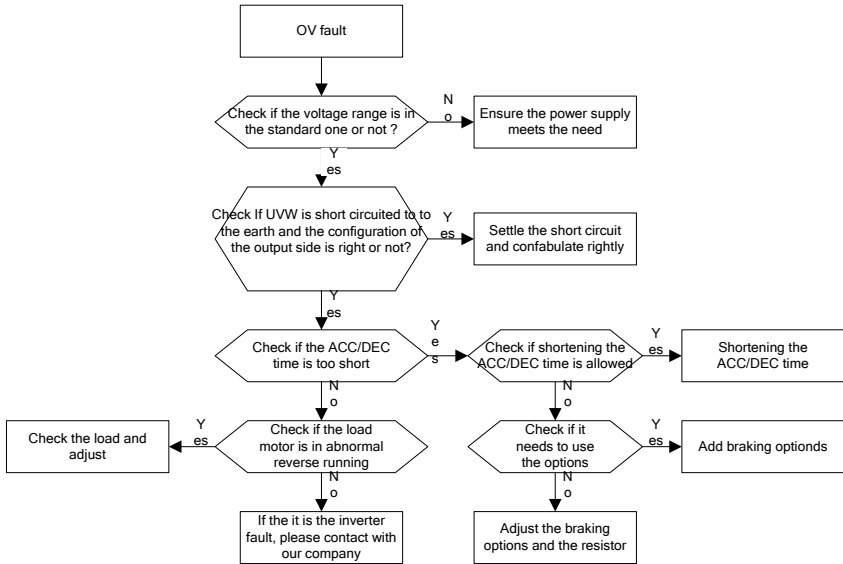 OV fault
Check if the voltage range is in
the standard one or not ?
N
o
Ensure the power supply
meets the need
Y
es
Check If UVW is short circuited to to
the earth and the configuration of
the output side is right or not?
Y
es
Settle the short circuit
and confabulate rightly
Y
es
Check if the ACC/DEC
time is too short
Y
e
s
Check if shortening the
ACC/DEC time is allowed
Y
es
Shortening the
ACC/DEC time
N
o
N
o
Check the load and
adjust
Y
es
Check if the load
motor is in abnormal
reverse running
Check if it
needs to use
the options
Y
es
Add braking optionds
N
o
N
o
If the it is the inverter
fault, please contact with
our company
Adjust the braking
options and the resistor